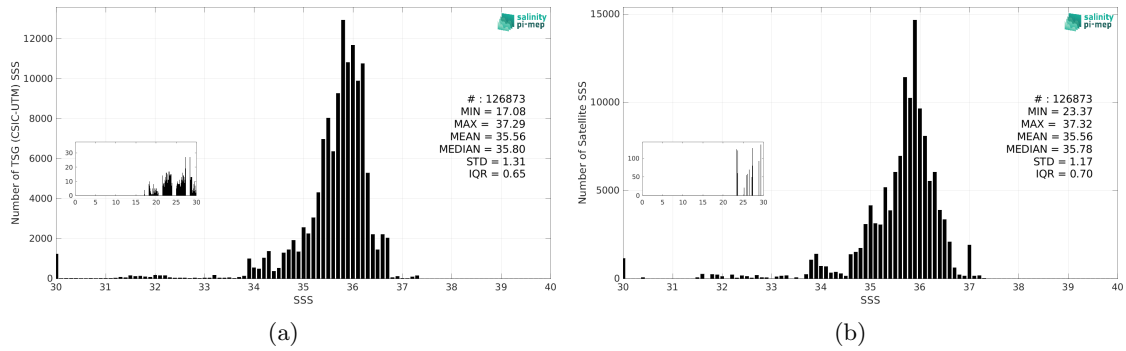 salinity
pi-mep
Number of TSG (CSIC-UTM) SSS
12000
10000
8000
6000
4000
2000
0
# : 126873
MIN = 17.08
MAX = 37.29
MEAN = 35.56
MEDIAN = 35.80
STD = 1.31
IQR = 0.65
30
20
10
0
0 5 10 15 20 25 30
30 31 32 33 34 35 36 37 38 39 40
SSS
(a)
salinity
pi-mep
Number of Satellite SSS
15000
10000
5000
0
# : 126873
MIN = 23.37
MAX = 37.32
MEAN = 35.56
MEDIAN = 35.78
STD = 1.17
IQR = 0.70
100
50
0
0 5 10 15 20 25 30
30 31 32 33 34 35 36 37 38 39 40
SSS
(b)